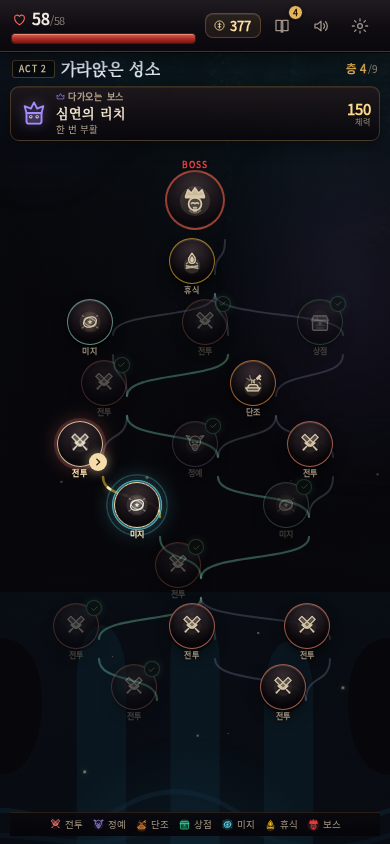 58/58
377
4
ACT 2 가라앉은 성소
층 4/9
다가오는 보스
심연의 리치
한 번 부활
150
체력
BOSS
휴식
미지 전투 상점
전투 단조
전투 정예 전투
미지 미지
전투
전투 전투 전투
전투 전투
전투 정예 단조 상점 미지 휴식 보스